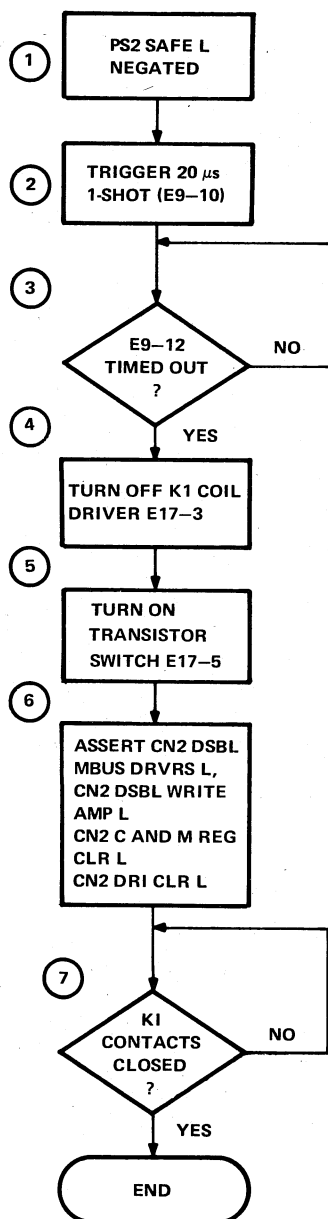 1
PS2 SAFE L
NEGATED
2
TRIGGER 20 μs
1-SHOT (E9–10)
3
E9–12
TIMED OUT
?
NO
4
YES
TURN OFF K1 COIL
DRIVER E17–3
5
TURN ON
TRANSISTOR
SWITCH E17–5
6
ASSERT CN2 DSBL
MBUS DRVRS L,
CN2 DSBL WRITE
AMP L
CN2 C AND M REG
CLR L
CN2 DRI CLR L
7
KI
CONTACTS
CLOSED
?
NO
YES
END